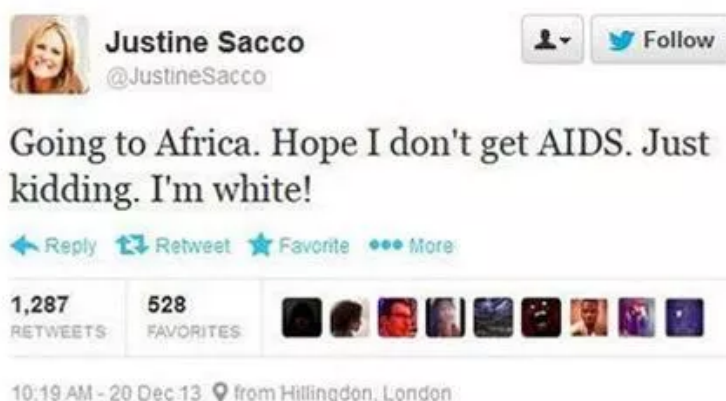 Justine Sacco
@JustineSacco
Follow
Going to Africa. Hope I don't get AIDS. Just
kidding. I'm white!
Reply Retweet Favorite More
1,287 528
RETWEETS FAVORITES
10:19 AM - 20 Dec 13 from Hillingdon, London